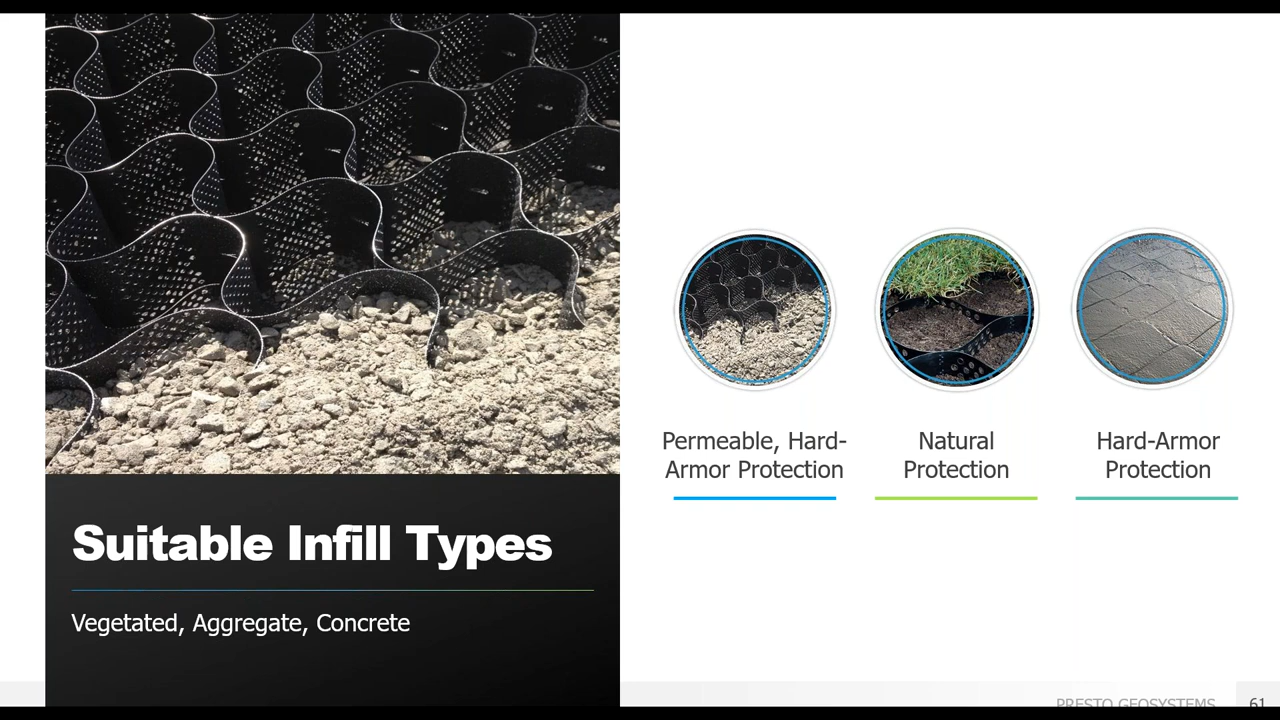 Suitable Infill Types
Vegetated, Aggregate, Concrete
Permeable, Hard-
Armor Protection
Natural
Protection
Hard-Armor
Protection
PRESTO GEOSYSTEMS
61